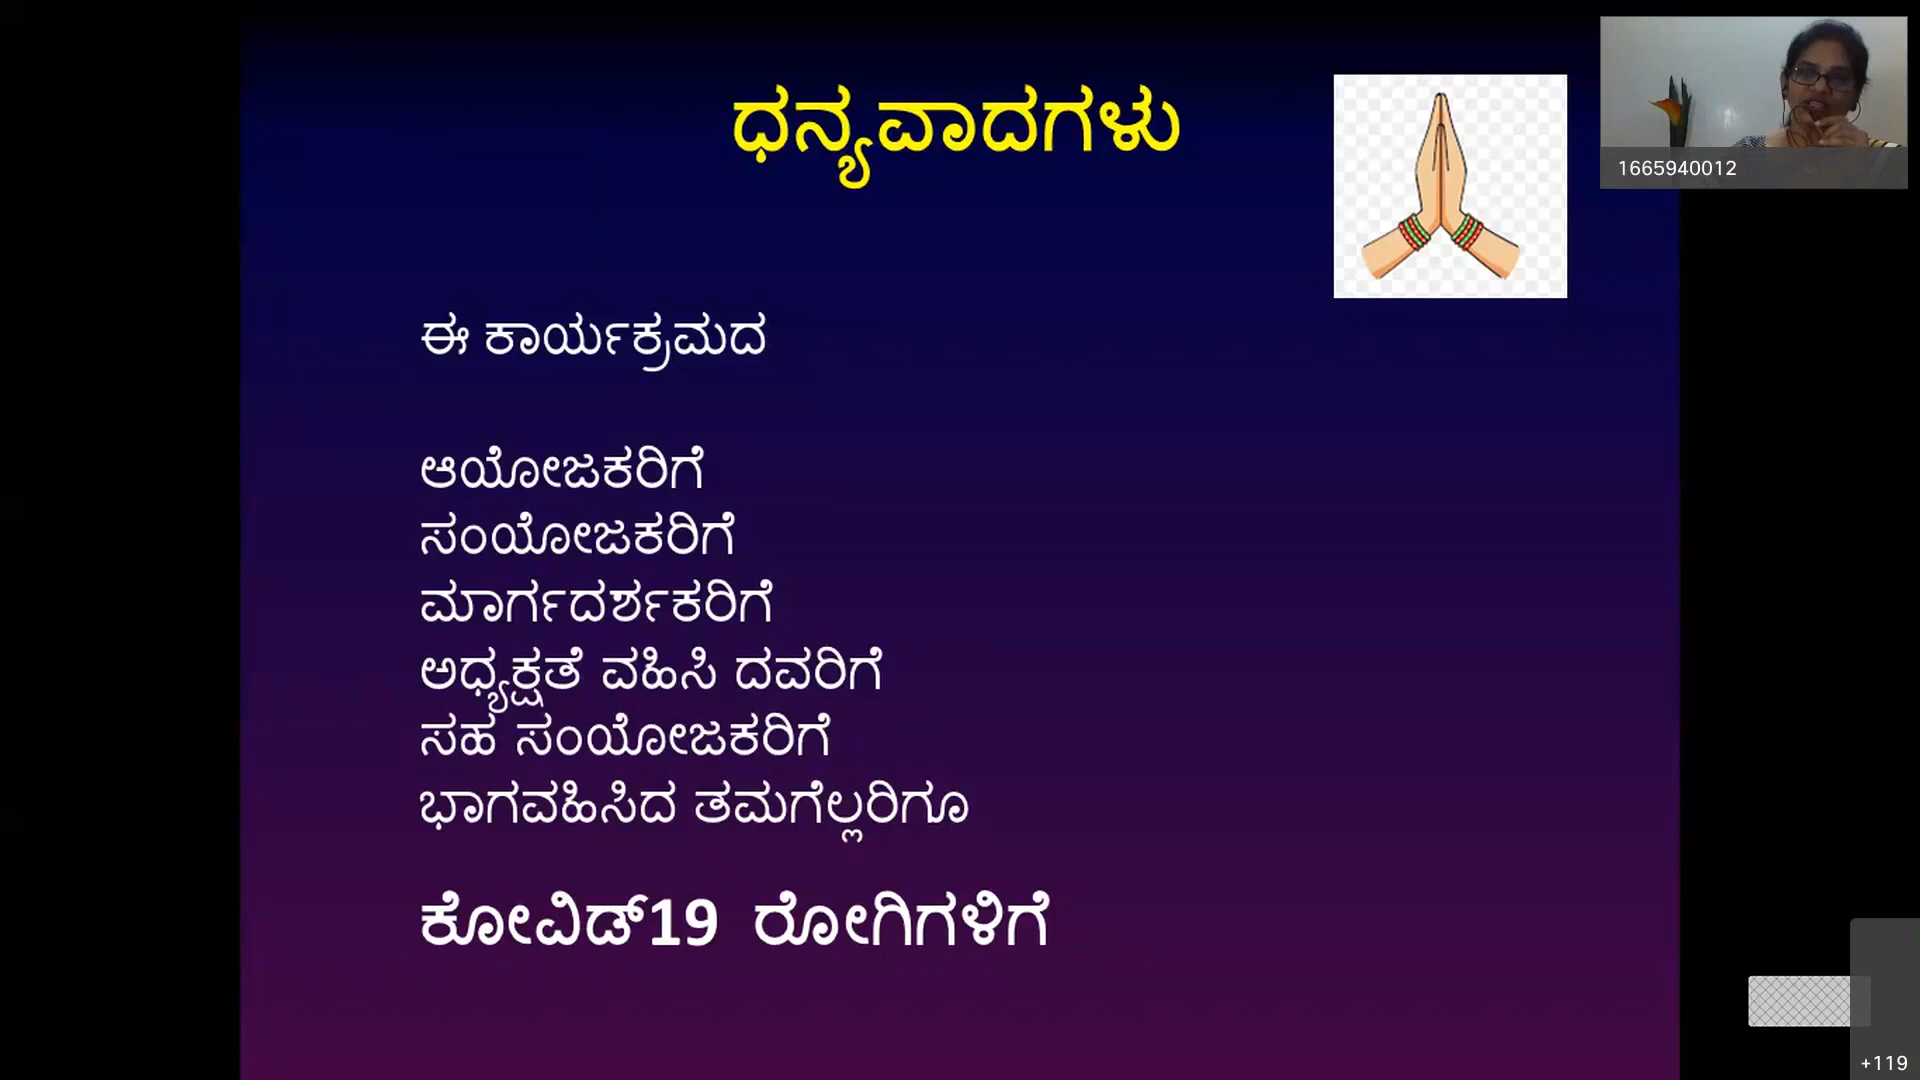 ಧನ್ಯವಾದಗಳು
1665940012
ಈ ಕಾರ್ಯಕ್ರಮದ
ಆಯೋಜಕರಿಗೆ
ಸಂಯೋಜಕರಿಗೆ
ಮಾರ್ಗದರ್ಶಕರಿಗೆ
ಅಧ್ಯಕ್ಷತೆ ವಹಿಸಿ ದವರಿಗೆ
ಸಹ ಸಂಯೋಜಕರಿಗೆ
ಭಾಗವಹಿಸಿದ ತಮಗೆಲ್ಲರಿಗೂ
ಕೋವಿಡ್19 ರೋಗಿಗಳಿಗೆ
+119